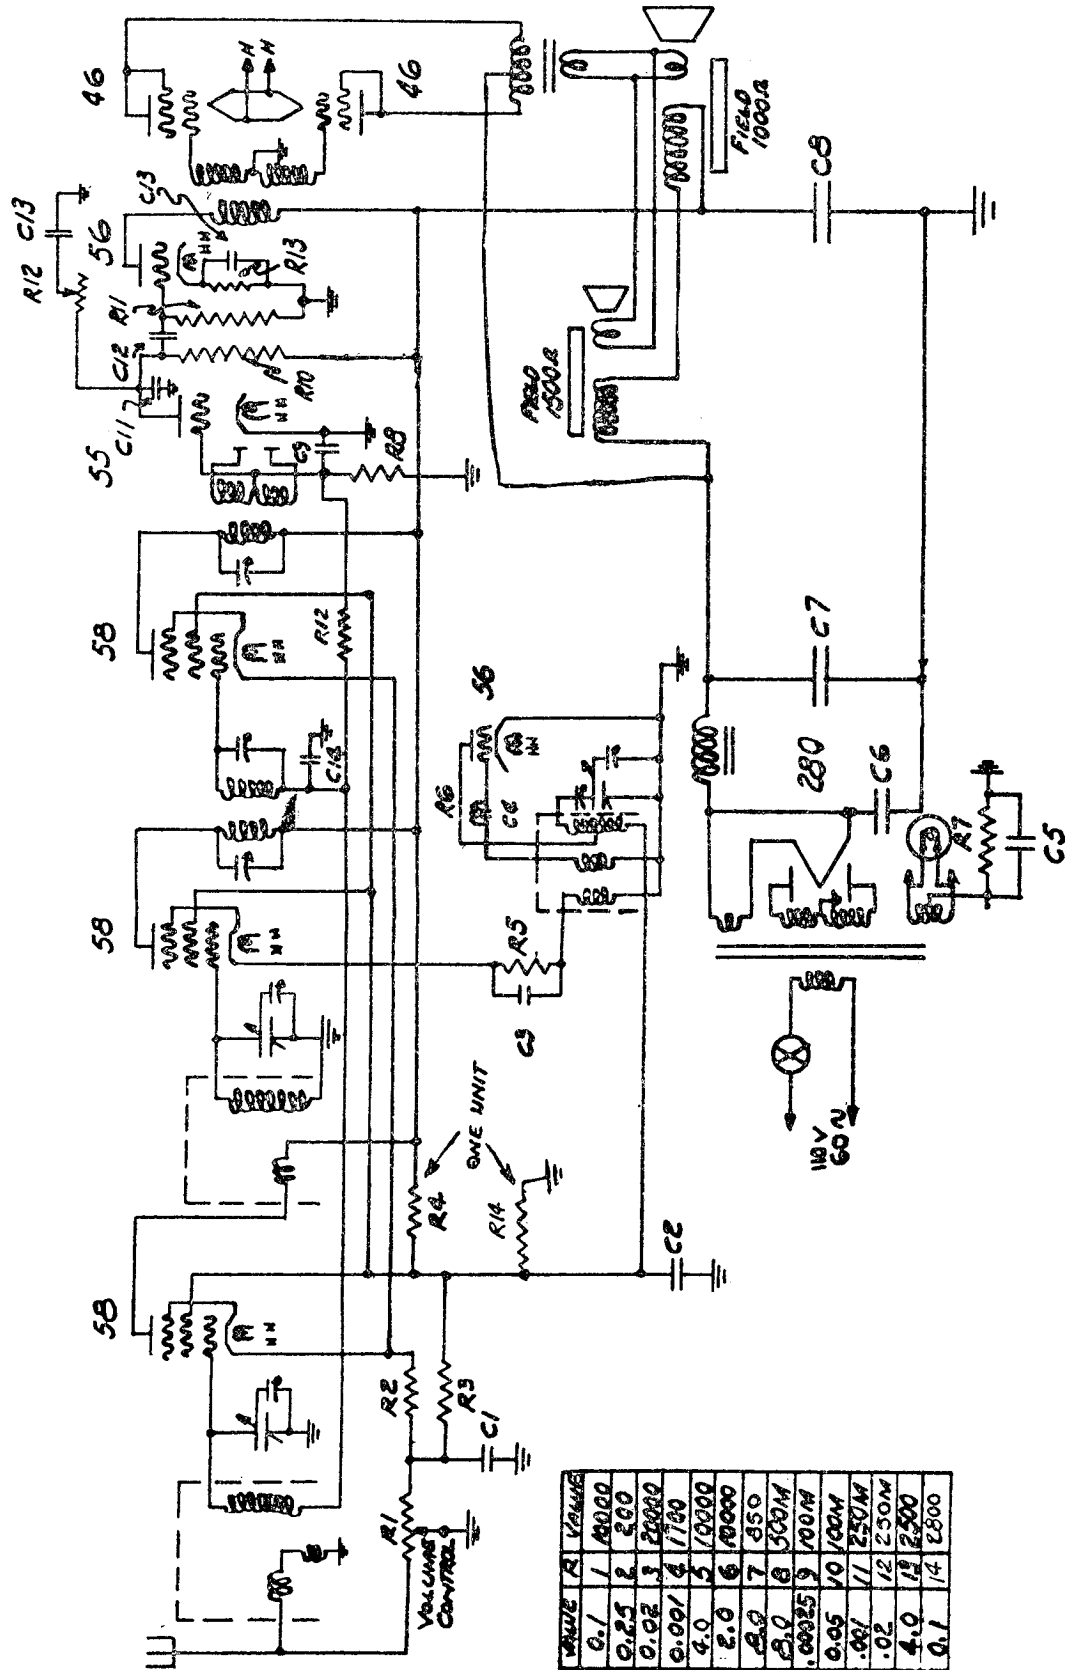 46
H
H
46
R12
C13
56
C13
R11
H H
R13
C12
R10
C11
55
H H
C9
R8
FIELD
1000Ω
FIELD
1500Ω
C8
58
H H
R12
C14
58
H H
56
R6
H H
C4
C7
280
C6
R7
C5
R5
C3
110V
60~
58
H H
R4
ONE UNIT
R14
C2
R2
R3
C1
R1
VOLUME
CONTROL
VALUE R VALUE
0.1 1 10000
0.25 2 200
0.02 3 20000
0.001 4 1700
4.0 5 10000
2.0 6 10000
8.0 7 850
8.0 8 500M
.00025 9 100M
0.05 10 100M
.001 11 250M
.02 12 250M
4.0 13 2500
0.1 14 2800